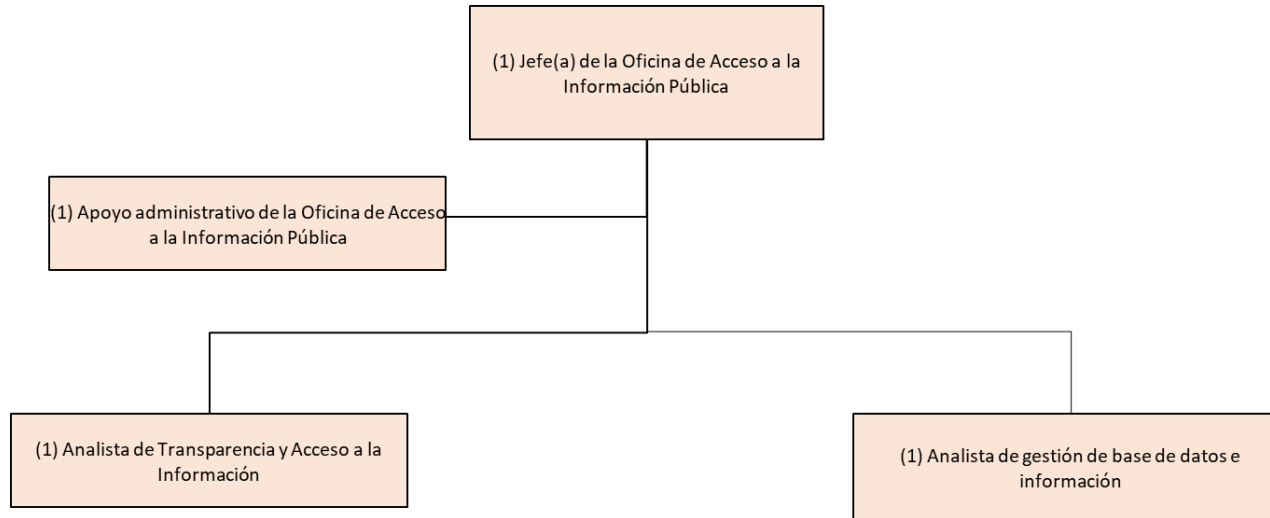 (1) Jefe(a) de la Oficina de Acceso a la
Información Pública
(1) Apoyo administrativo de la Oficina de Acceso
a la Información Pública
(1) Analista de Transparencia y Acceso a la
Información
(1) Analista de gestión de base de datos e
información